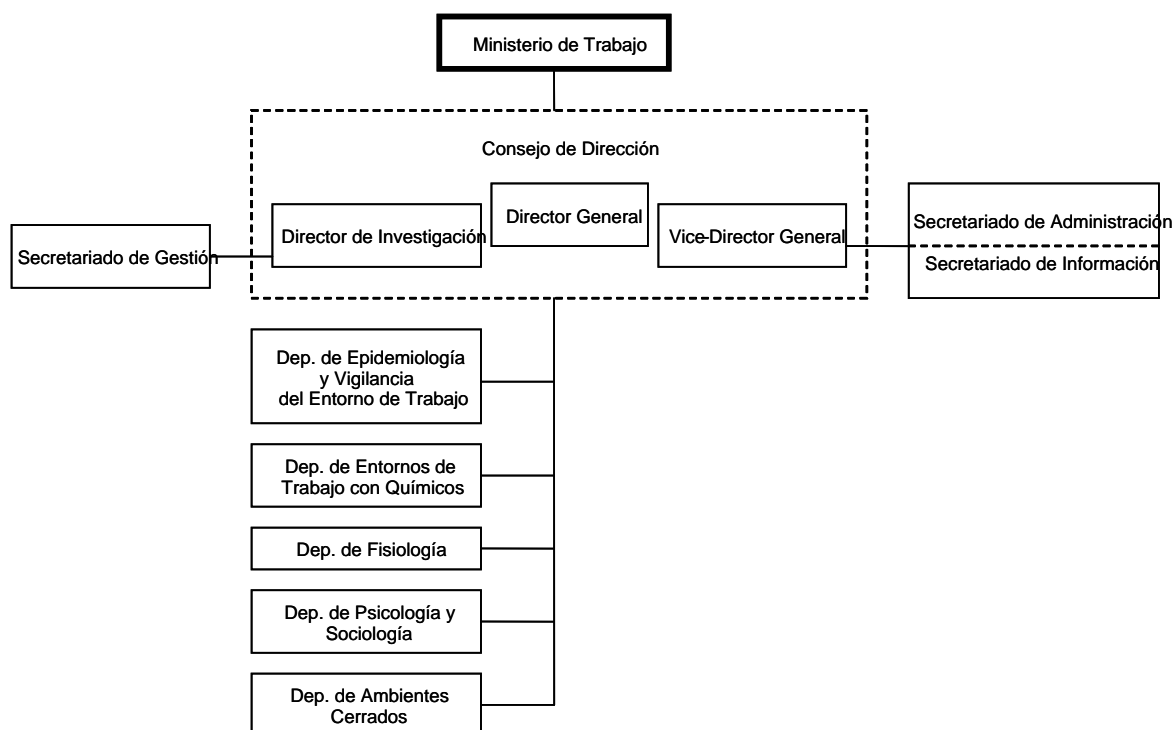 Ministerio de Trabajo
Consejo de Dirección
Director General
Director de Investigación
Vice-Director General
Secretariado de Gestión
Secretariado de Administración
Secretariado de Información
Dep. de Epidemiología
y Vigilancia
del Entorno de Trabajo
Dep. de Entornos de
Trabajo con Químicos
Dep. de Fisiología
Dep. de Psicología y
Sociología
Dep. de Ambientes
Cerrados